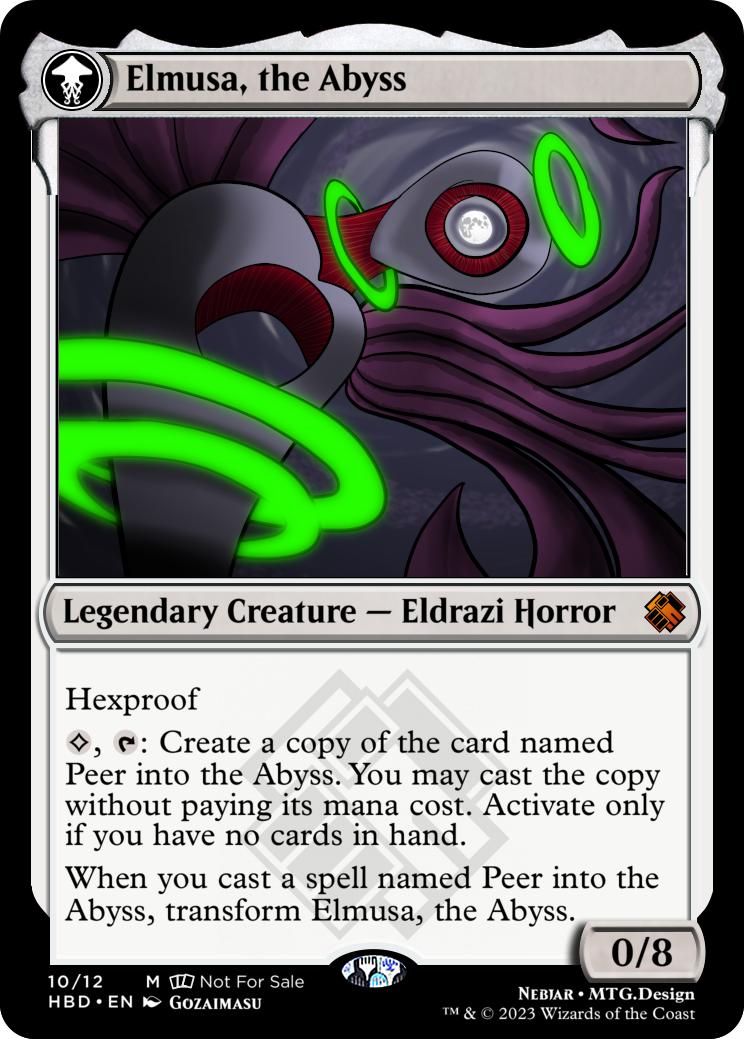 Elmusa, the Abyss
Legendary Creature — Eldrazi Horror
Hexproof
, : Create a copy of the card named
Peer into the Abyss. You may cast the copy
without paying its mana cost. Activate only
if you have no cards in hand.
When you cast a spell named Peer into the
Abyss, transform Elmusa, the Abyss.
0/8
10/12 M Not For Sale
HBD • EN Gozaimasu
Nebjar • MTG.Design
™ & © 2023 Wizards of the Coast